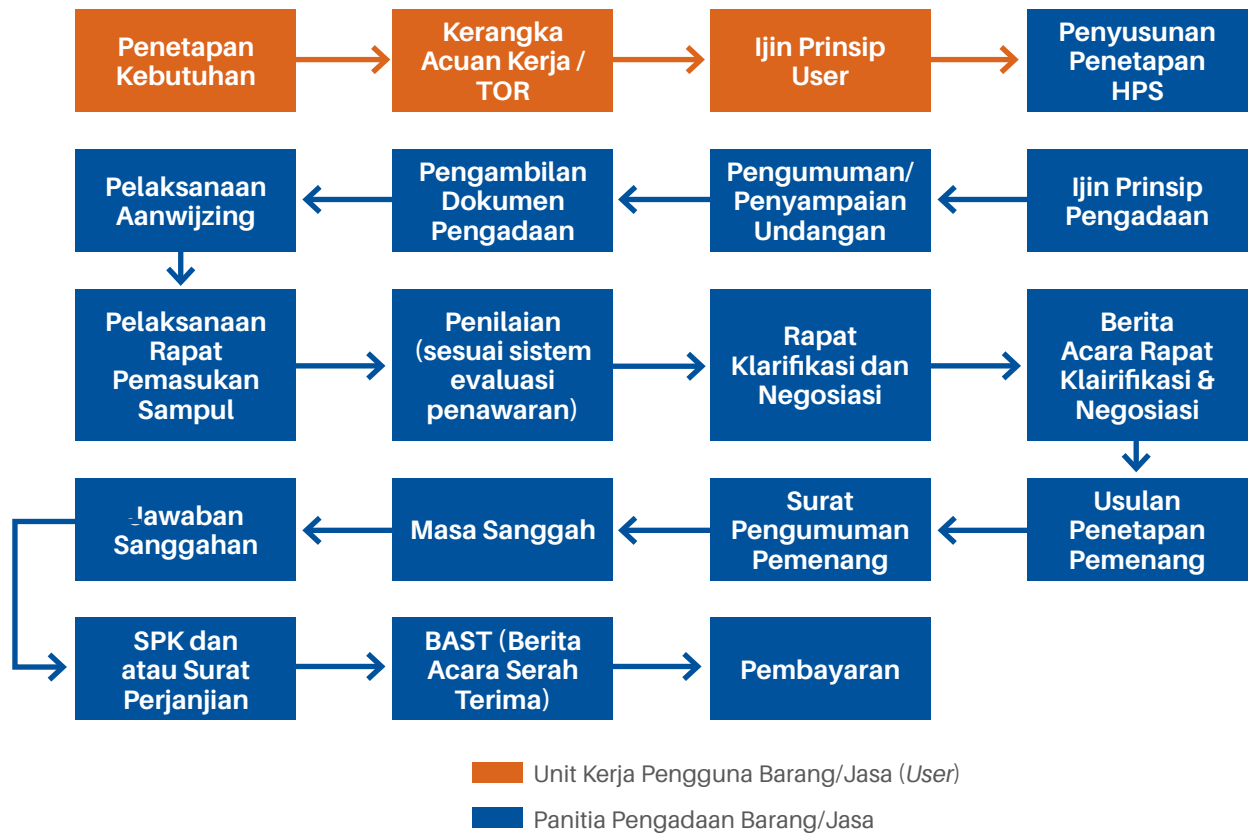 Penetapan
Kebutuhan
Kerangka
Acuan Kerja /
TOR
Ijin Prinsip
User
Penyusunan
Penetapan
HPS
Pelaksanaan
Aanwijzing
Pengambilan
Dokumen
Pengadaan
Pengumuman/
Penyampaian
Undangan
Ijin Prinsip
Pengadaan
Pelaksanaan
Rapat
Pemasukan
Sampul
Penilaian
(sesuai sistem
evaluasi
penawaran)
Rapat
Klarifikasi dan
Negosiasi
Berita
Acara Rapat
Klairifikasi &
Negosiasi
Jawaban
Sanggahan
Masa Sanggah
Surat
Pengumuman
Pemenang
Usulan
Penetapan
Pemenang
SPK dan
atau Surat
Perjanjian
BAST (Berita
Acara Serah
Terima)
Pembayaran
Unit Kerja Pengguna Barang/Jasa (User)
Panitia Pengadaan Barang/Jasa